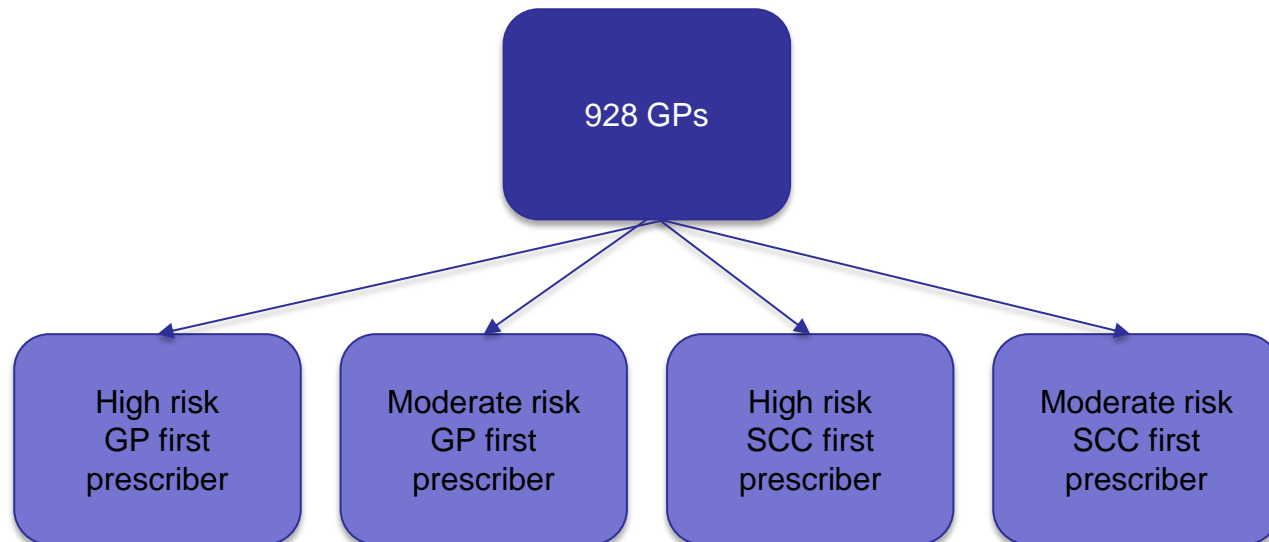 928 GPs
High risk
GP first
prescriber
Moderate risk
GP first
prescriber
High risk
SCC first
prescriber
Moderate risk
SCC first
prescriber